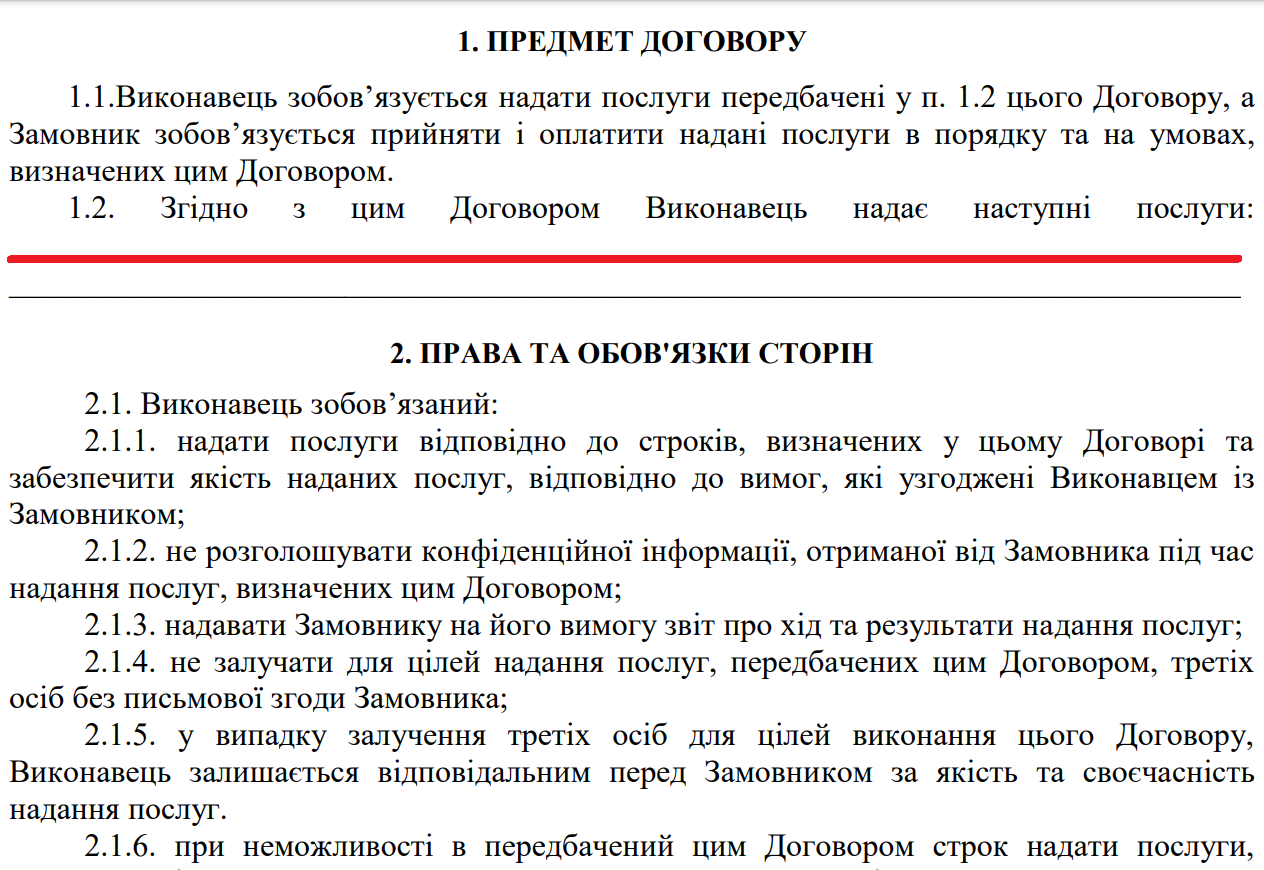 1. ПРЕДМЕТ ДОГОВОРУ
1.1.Виконавець зобов’язується надати послуги передбачені у п. 1.2 цього Договору, а
Замовник зобов’язується прийняти і оплатити надані послуги в порядку та на умовах,
визначених цим Договором.
1.2. Згідно з цим Договором Виконавець надає наступні послуги:
2. ПРАВА ТА ОБОВ'ЯЗКИ СТОРІН
2.1. Виконавець зобов’язаний:
2.1.1. надати послуги відповідно до строків, визначених у цьому Договорі та
забезпечити якість наданих послуг, відповідно до вимог, які узгоджені Виконавцем із
Замовником;
2.1.2. не розголошувати конфіденційної інформації, отриманої від Замовника під час
надання послуг, визначених цим Договором;
2.1.3. надавати Замовнику на його вимогу звіт про хід та результати надання послуг;
2.1.4. не залучати для цілей надання послуг, передбачених цим Договором, третіх
осіб без письмової згоди Замовника;
2.1.5. у випадку залучення третіх осіб для цілей виконання цього Договору,
Виконавець залишається відповідальним перед Замовником за якість та своєчасність
надання послуг.
2.1.6. при неможливості в передбачений цим Договором строк надати послуги,